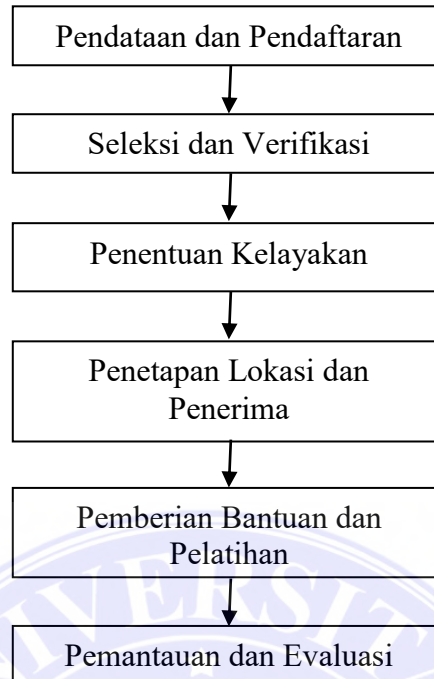 Pendataan dan Pendaftaran
Seleksi dan Verifikasi
Penentuan Kelayakan
Penetapan Lokasi dan
Penerima
Pemberian Bantuan dan
Pelatihan
Pemantauan dan Evaluasi